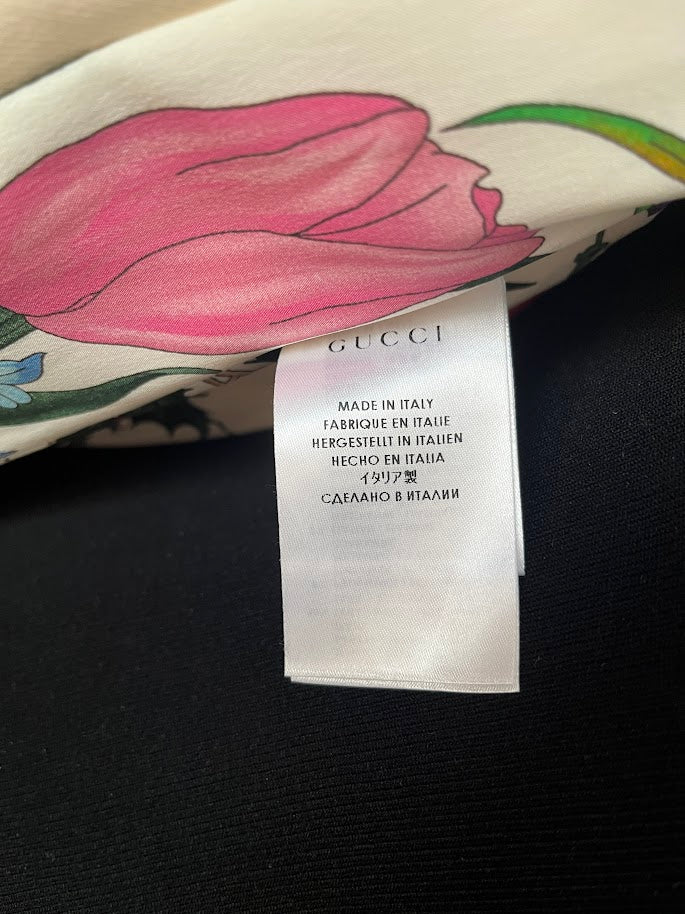 GUCCI
MADE IN ITALY
FABRIQUE EN ITALIE
HERGESTELLT IN ITALIEN
HECHO EN ITALIA
イタリア製
СДЕЛАНО В ИТАЛИИ